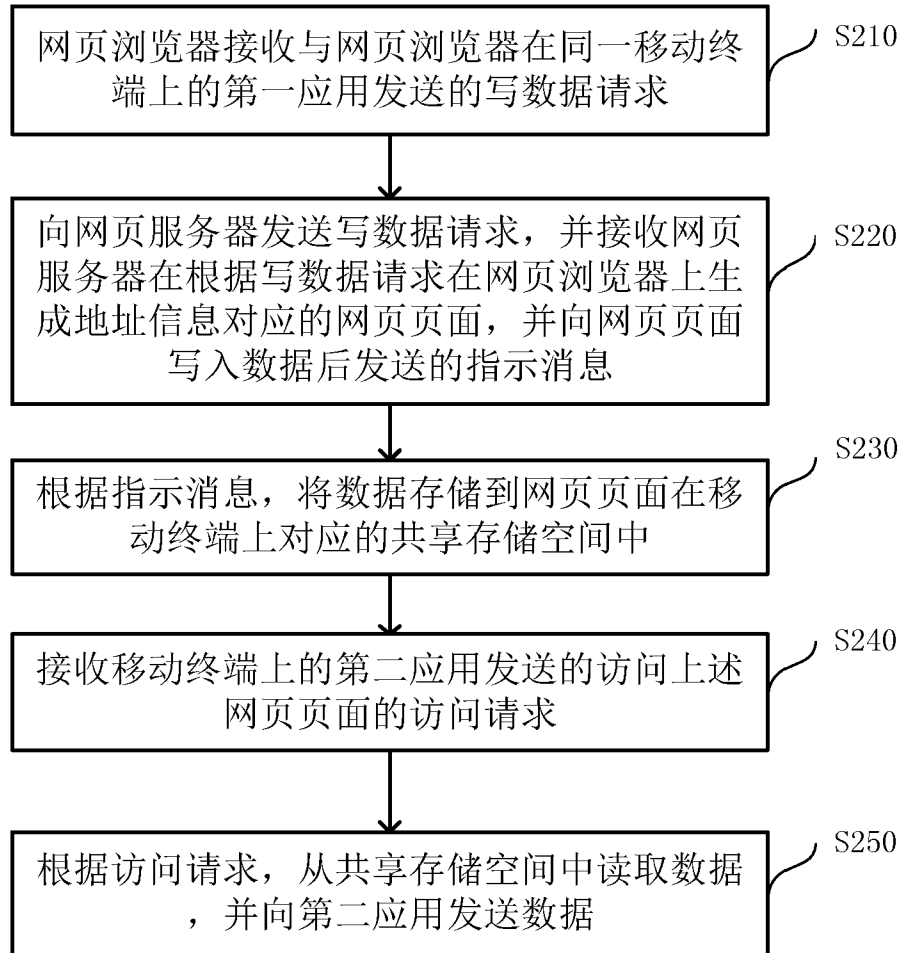 网页浏览器接收与网页浏览器在同一移动终
端上的第一应用发送的写数据请求
S210
向网页服务器发送写数据请求，并接收网页
服务器在根据写数据请求在网页浏览器上生
成地址信息对应的网页页面，并向网页页面
写入数据后发送的指示消息
S220
根据指示消息，将数据存储到网页页面在移
动终端上对应的共享存储空间中
S230
接收移动终端上的第二应用发送的访问上述
网页页面的访问请求
S240
根据访问请求，从共享存储空间中读取数据
，并向第二应用发送数据
S250